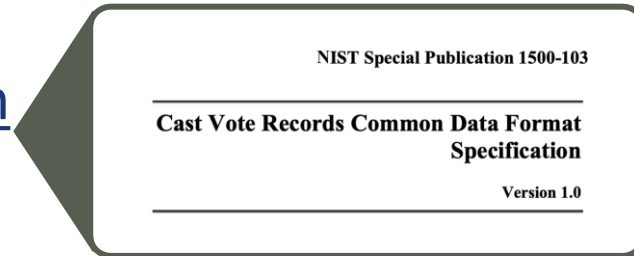 NIST Special Publication 1500-103
Cast Vote Records Common Data Format
Specification
Version 1.0